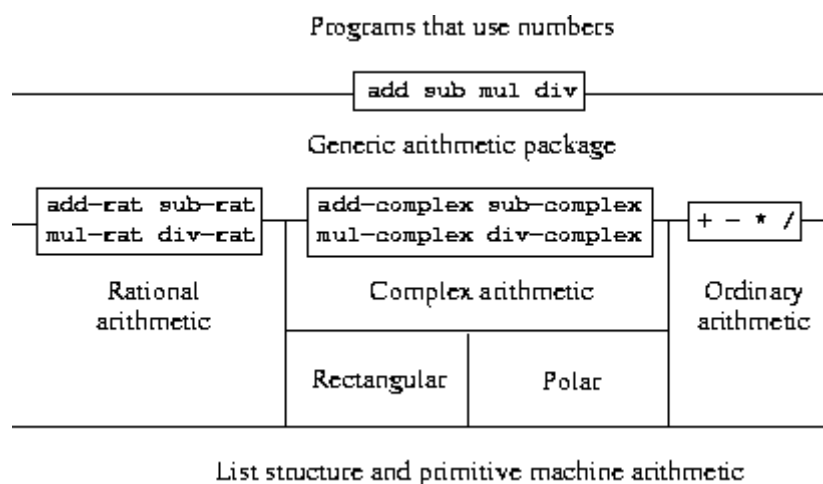 Programs that use numbers
add sub mul div
Generic arithmetic package
add-rat sub-rat
mul-rat div-rat
add-complex sub-complex
mul-complex div-complex
+ - * /
Rational
arithmetic
Complex arithmetic
Ordinary
arithmetic
Rectangular
Polar
List structure and primitive machine arithmetic